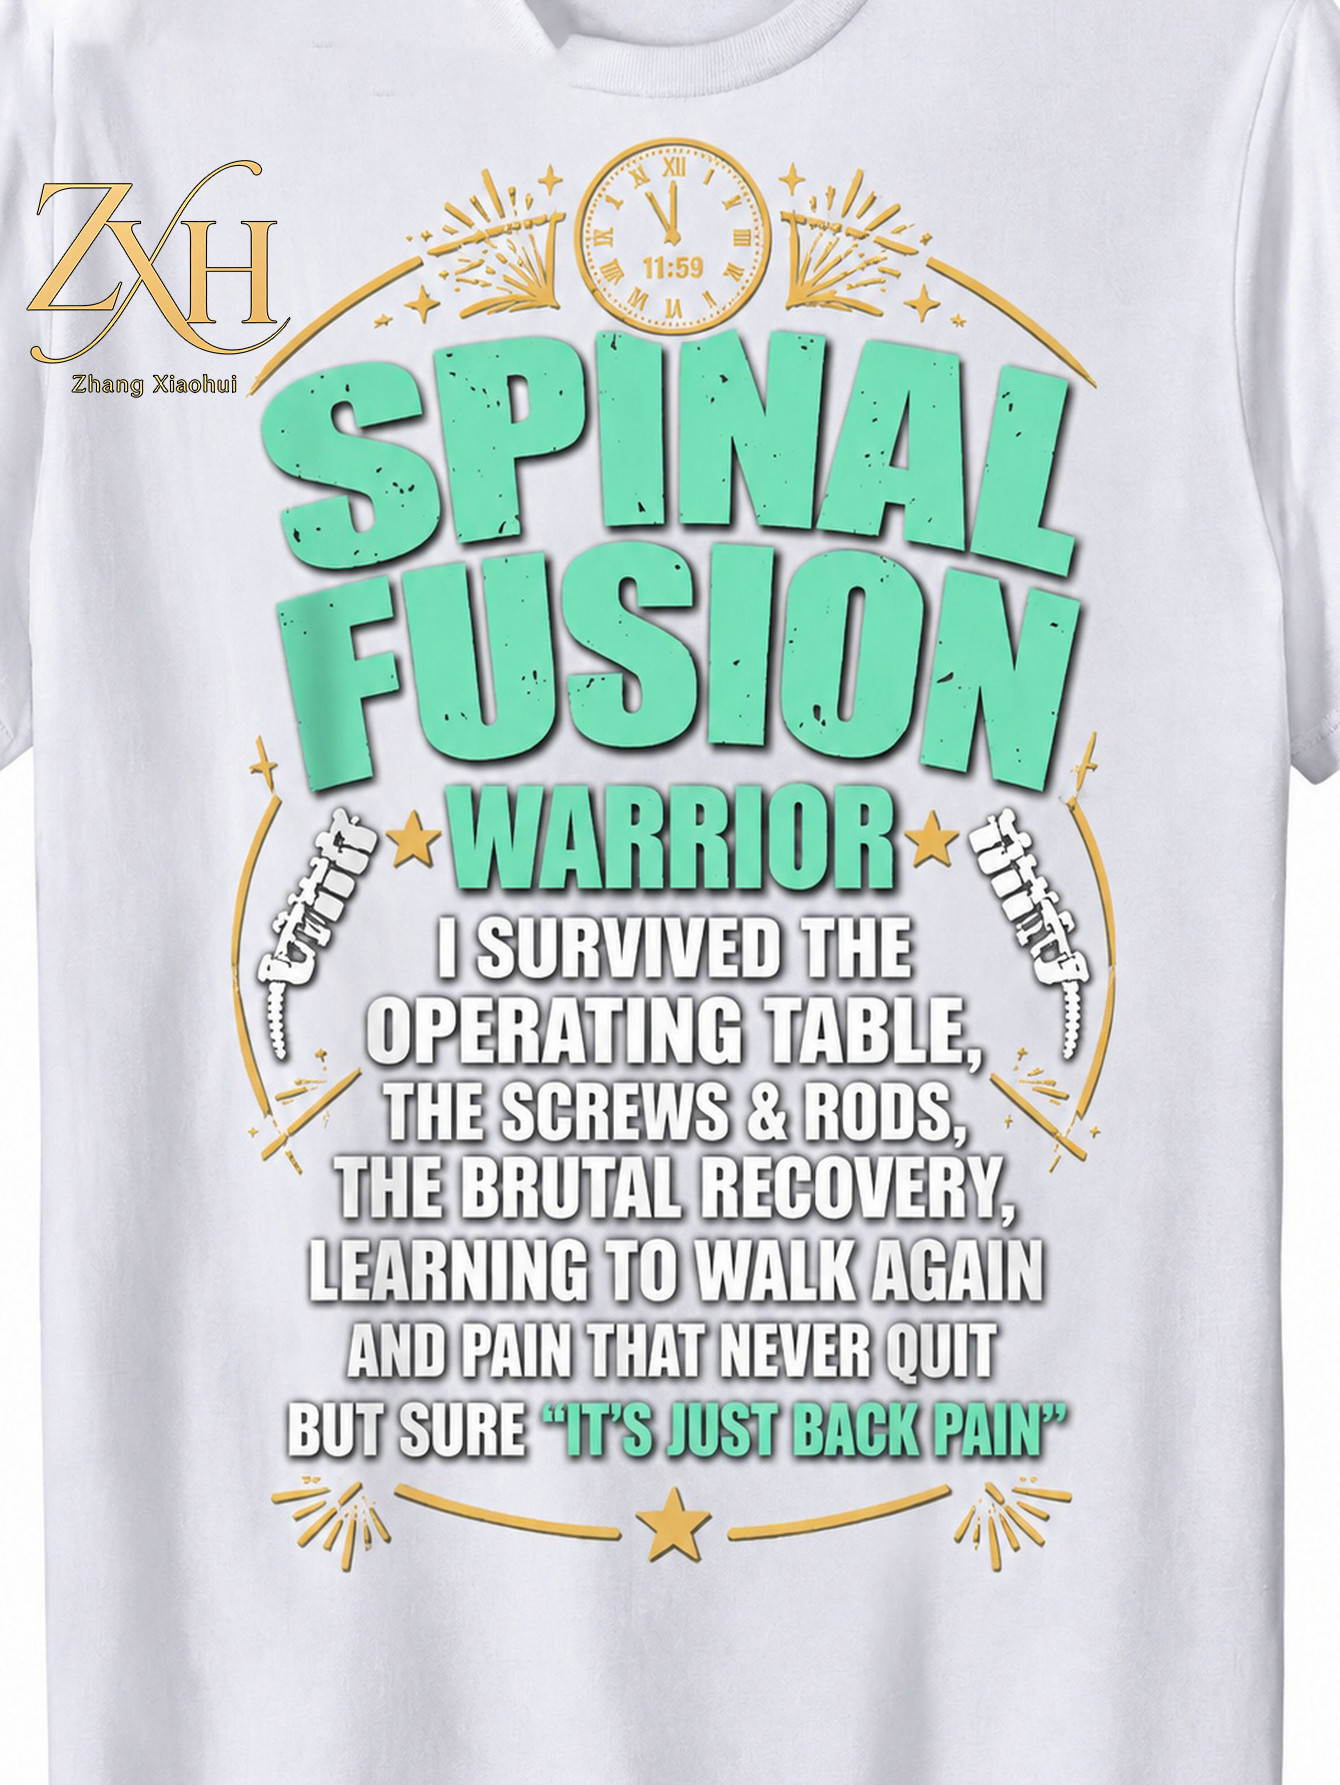 ZXH
Zhang Xiaohui
XII
11:59
SPINAL
FUSION
WARRIOR
I SURVIVED THE
OPERATING TABLE,
THE SCREWS & RODS,
THE BRUTAL RECOVERY,
LEARNING TO WALK AGAIN
AND PAIN THAT NEVER QUIT
BUT SURE “IT’S JUST BACK PAIN”